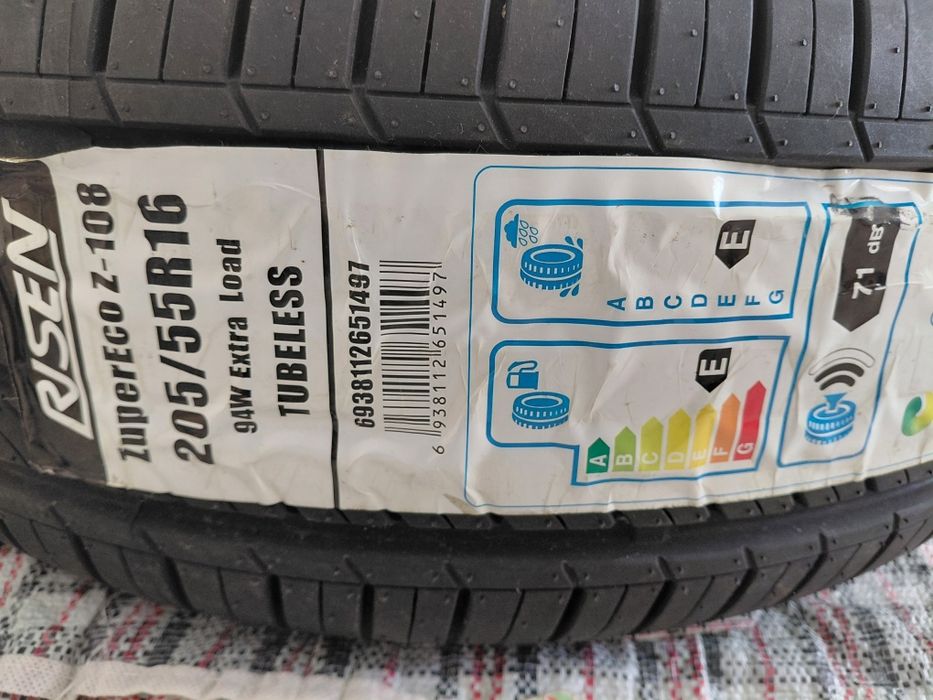 RISEN
ZuperEco Z-108
205/55R16
94W Extra Load
TUBELESS
6938112651497
6 938112 651497
E
A
B
C
D
E
F
G
E
A
B
C
D
E
F
G
71 dB